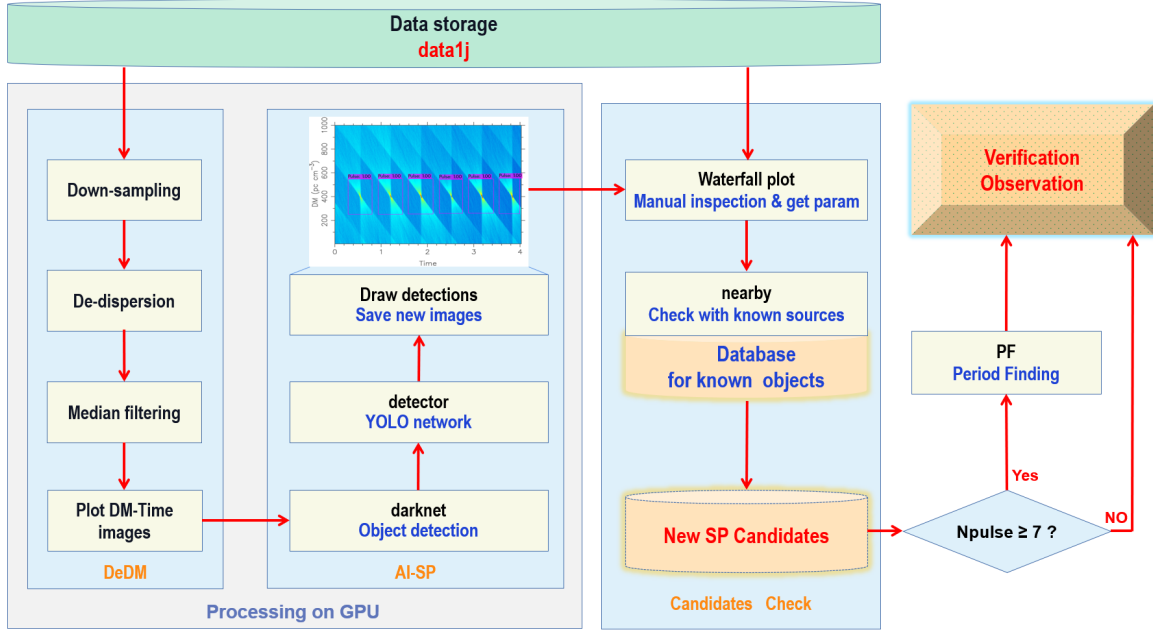 Data storage
data1j
Down-sampling
De-dispersion
Median filtering
Plot DM-Time
images
DeDM
1000
800
600
400
200
DM (pc cm⁻³)
0
1
2
3
4
Time
Draw detections
Save new images
detector
YOLO network
darknet
Object detection
AI-SP
Processing on GPU
Waterfall plot
Manual inspection & get param
nearby
Check with known sources
Database
for known objects
New SP Candidates
Candidates Check
Verification
Observation
PF
Period Finding
Yes
NO
Npulse ≥ 7 ?